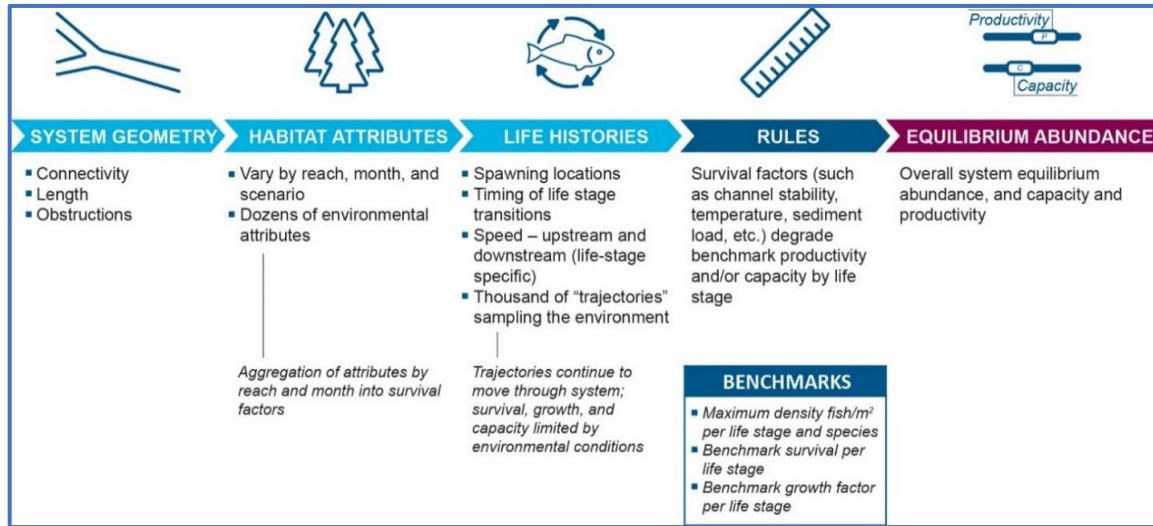 Productivity
P
C
Capacity
SYSTEM GEOMETRY
HABITAT ATTRIBUTES
LIFE HISTORIES
RULES
EQUILIBRIUM ABUNDANCE
▪ Connectivity
▪ Length
▪ Obstructions
▪ Vary by reach, month, and
scenario
▪ Dozens of environmental
attributes
Aggregation of attributes by
reach and month into survival
factors
▪ Spawning locations
▪ Timing of life stage
transitions
▪ Speed – upstream and
downstream (life-stage
specific)
▪ Thousand of “trajectories”
sampling the environment
Trajectories continue to
move through system;
survival, growth, and
capacity limited by
environmental conditions
Survival factors (such
as channel stability,
temperature, sediment
load, etc.) degrade
benchmark productivity
and/or capacity by life
stage
BENCHMARKS
▪ Maximum density fish/m²
per life stage and species
▪ Benchmark survival per
life stage
▪ Benchmark growth factor
per life stage
Overall system equilibrium
abundance, and capacity and
productivity